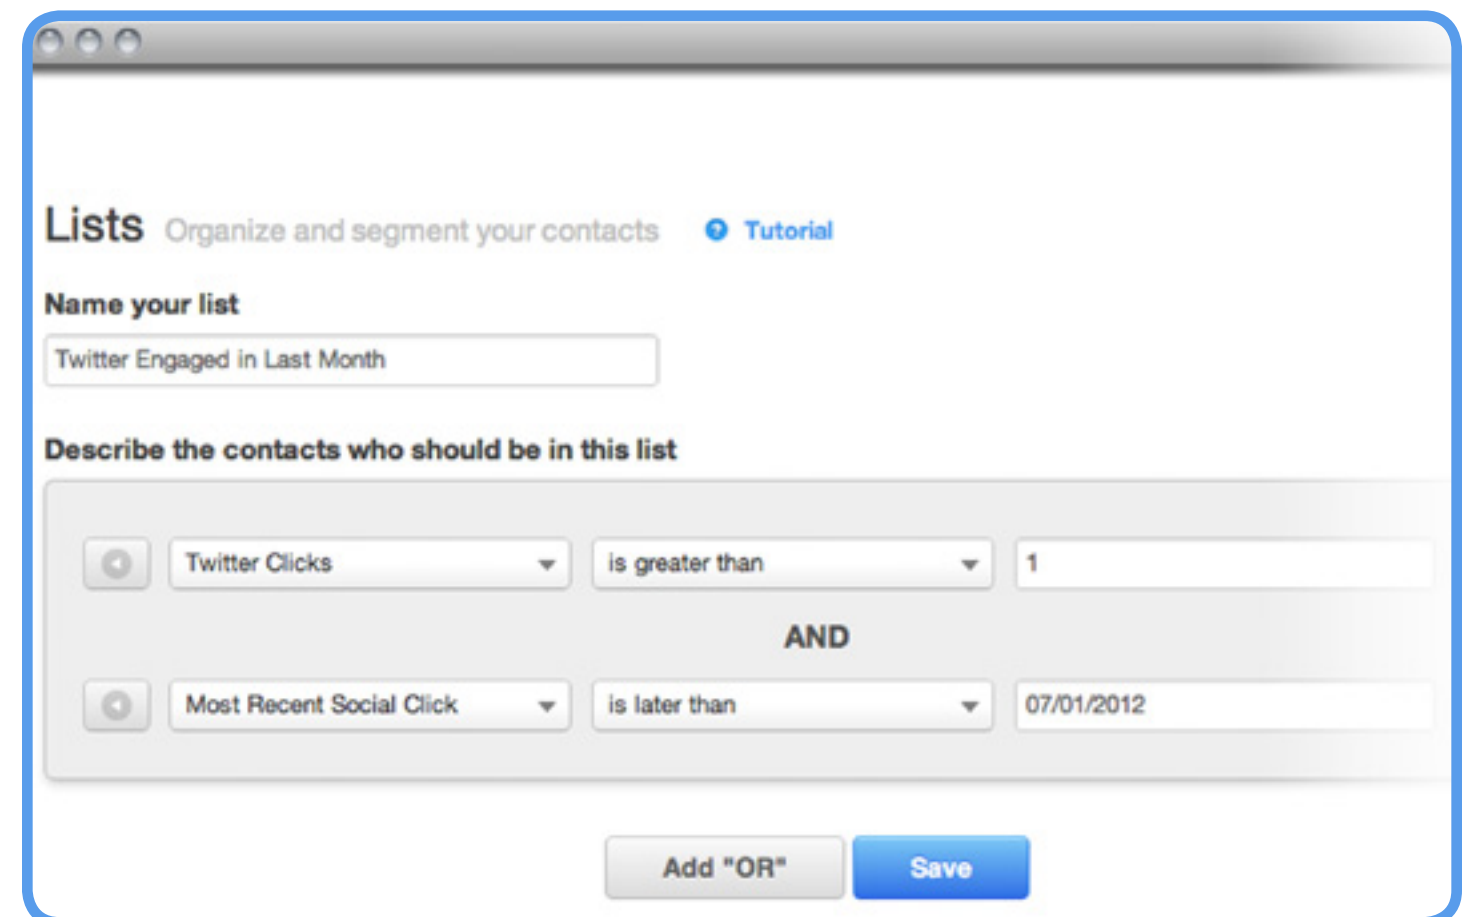 Lists Organize and segment your contacts ? Tutorial
Name your list
Twitter Engaged in Last Month
Describe the contacts who should be in this list
Twitter Clicks is greater than 1
AND
Most Recent Social Click is later than 07/01/2012
Add "OR" Save